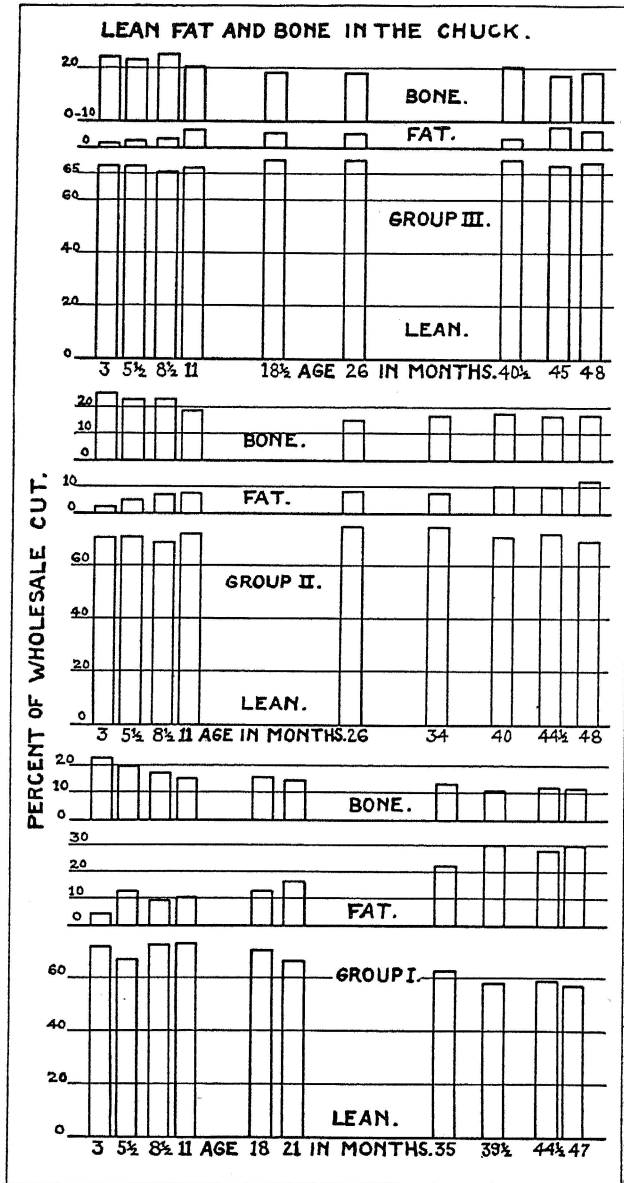 LEAN FAT AND BONE IN THE CHUCK.
PERCENT OF WHOLESALE CUT.
20
BONE.
0-10
FAT.
0
65
60
GROUP III.
40
20
LEAN.
0
3 5½ 8½ 11 18½ AGE 26 IN MONTHS. 40½ 45 48
20
10
BONE.
0
10
FAT.
0
60
GROUP II.
40
20
LEAN.
0
3 5½ 8½ 11 AGE IN MONTHS. 26 34 40 44½ 48
20
10
BONE.
0
30
20
10
FAT.
0
60
GROUP I.
40
20
LEAN.
0
3 5½ 8½ 11 AGE 18 21 IN MONTHS. 35 39½ 44½ 47